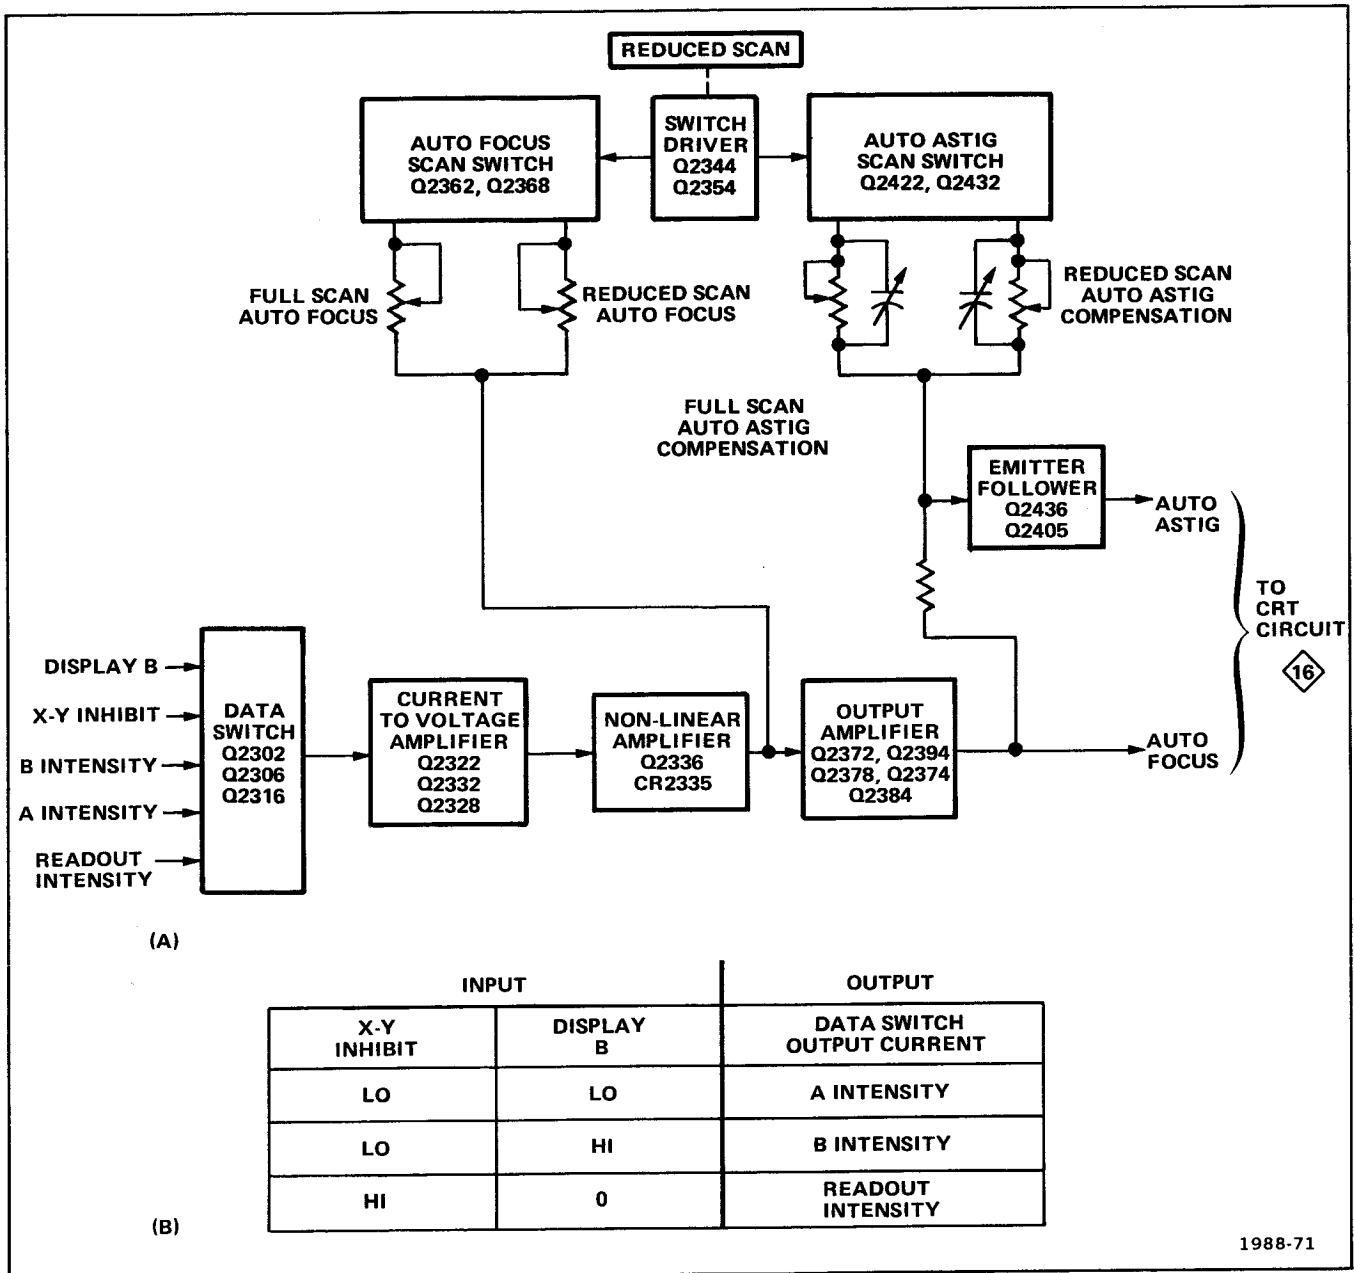 REDUCED SCAN
AUTO FOCUS
SCAN SWITCH
Q2362, Q2368
SWITCH
DRIVER
Q2344
Q2354
AUTO ASTIG
SCAN SWITCH
Q2422, Q2432
FULL SCAN
AUTO FOCUS
REDUCED SCAN
AUTO FOCUS
REDUCED SCAN
AUTO ASTIG
COMPENSATION
FULL SCAN
AUTO ASTIG
COMPENSATION
EMITTER
FOLLOWER
Q2436
Q2405
AUTO
ASTIG
TO
CRT
CIRCUIT
16
DISPLAY B
X-Y INHIBIT
B INTENSITY
A INTENSITY
READOUT
INTENSITY
DATA
SWITCH
Q2302
Q2306
Q2316
CURRENT
TO VOLTAGE
AMPLIFIER
Q2322
Q2332
Q2328
NON-LINEAR
AMPLIFIER
Q2336
CR2335
OUTPUT
AMPLIFIER
Q2372, Q2394
Q2378, Q2374
Q2384
AUTO
FOCUS
(A)
INPUT OUTPUT
X-Y
INHIBIT
DISPLAY
B
DATA SWITCH
OUTPUT CURRENT
LO LO A INTENSITY
LO HI B INTENSITY
HI 0 READOUT
INTENSITY
(B)
1988-71